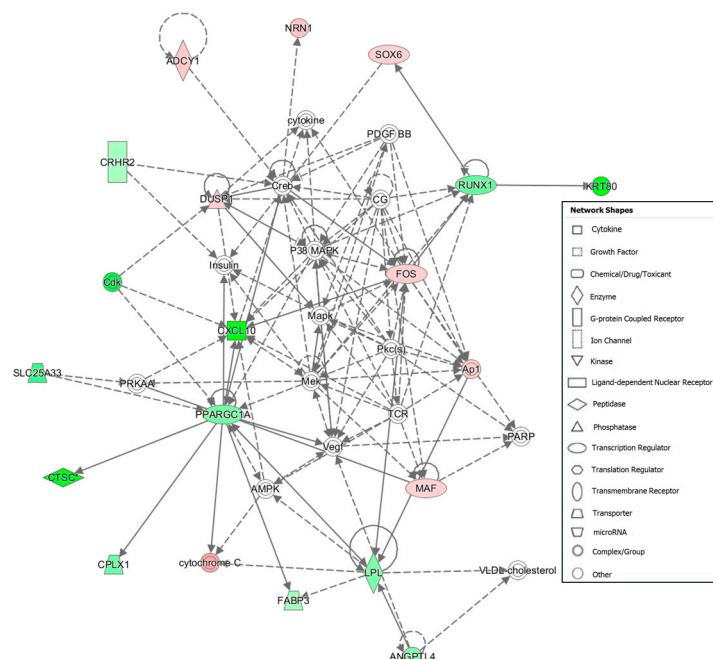 NRN1
SOX6
ADCY1
cytokine
PDGF BB
CRHR2
Creb
RUNX1
KRT80
DUSP1
CG
P38 MAPK
Insulin
FOS
Cdk
Mapk
CXCL10
Pkc(s)
SLC25A33
PRKAA
Mek
Ap1
PPARGC1A
TCR
Vegf
PARP
CTSC
AMPK
MAF
CPLX1
cytochrome-C
LPL
VLDL-cholesterol
FABP3
ANGPTL4
Network Shapes
Cytokine
Growth Factor
Chemical/Drug/Toxicant
Enzyme
G-protein Coupled Receptor
Ion Channel
Kinase
Ligand-dependent Nuclear Receptor
Peptidase
Phosphatase
Transcription Regulator
Translation Regulator
Transmembrane Receptor
Transporter
microRNA
Complex/Group
Other